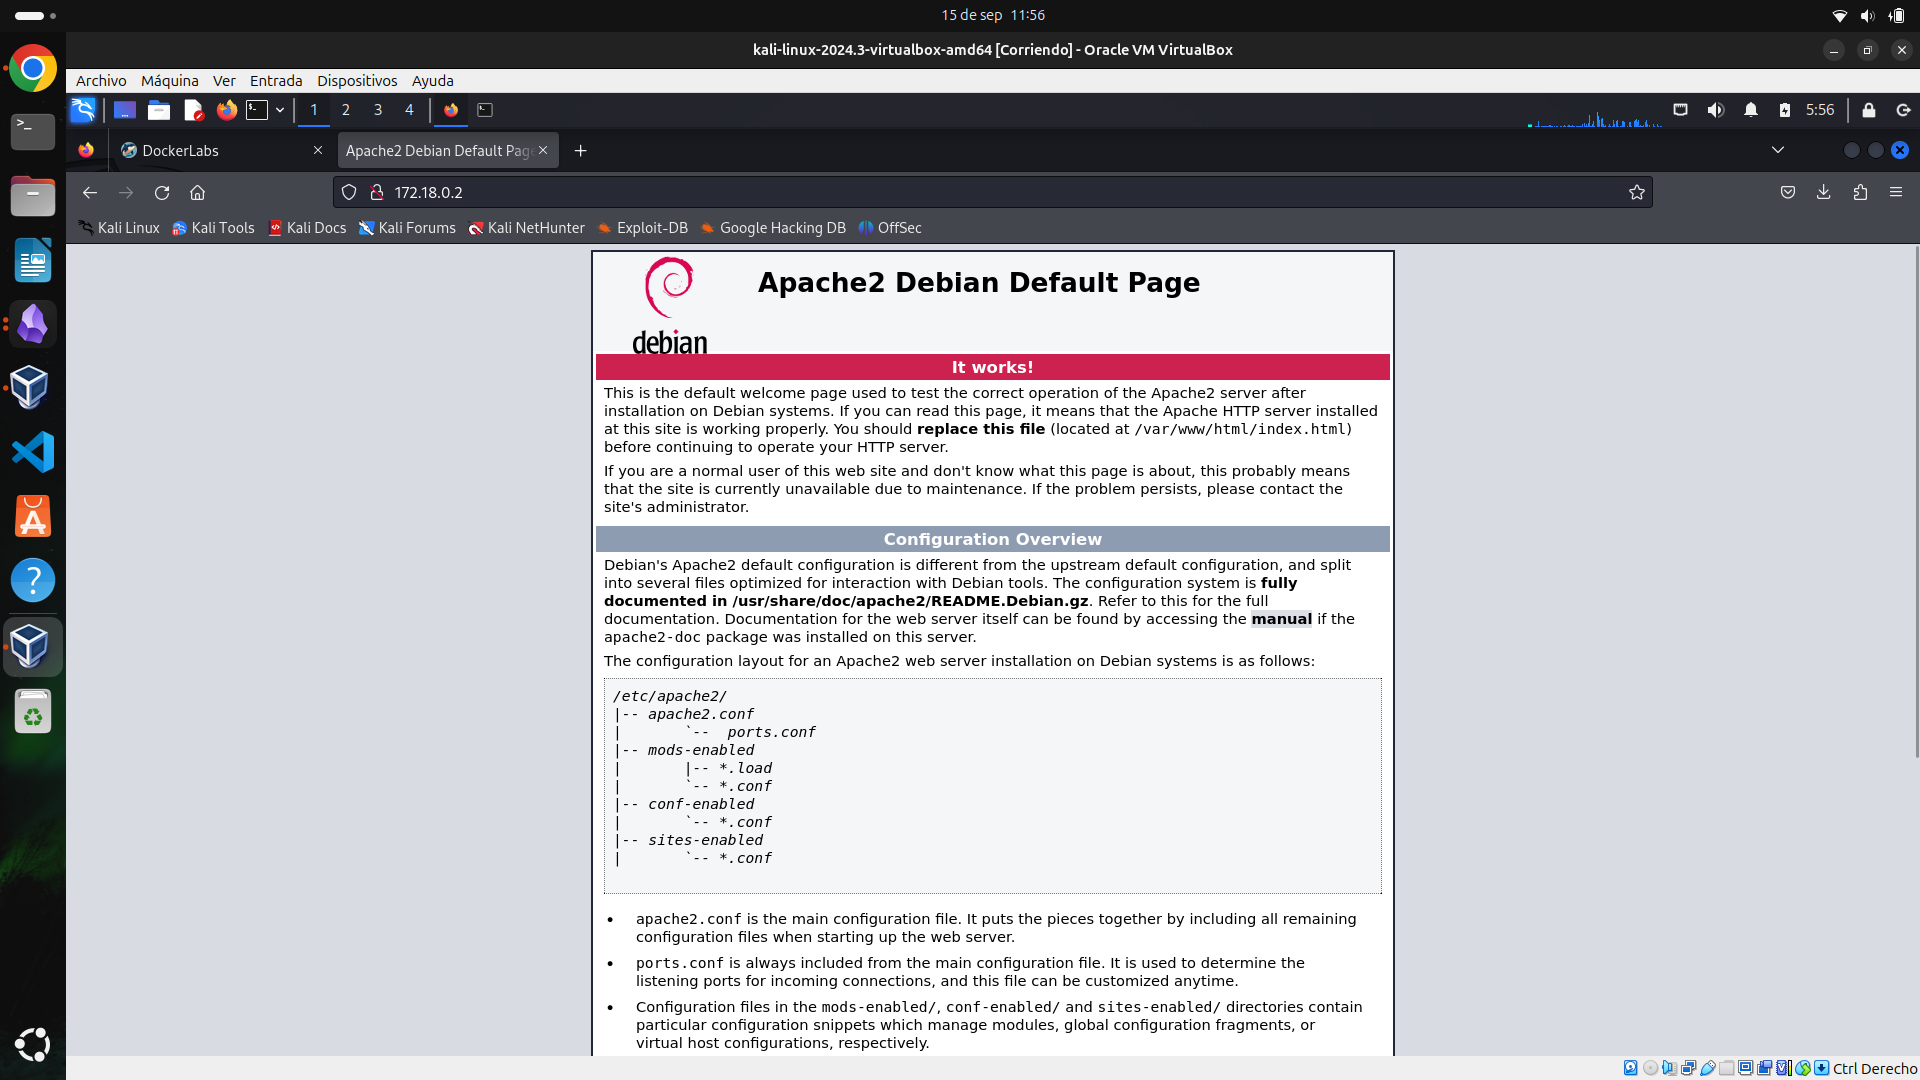 15 de sep  11:56
kali-linux-2024.3-virtualbox-amd64 [Corriendo] - Oracle VM VirtualBox
Archivo Máquina Ver Entrada Dispositivos Ayuda
1 2 3 4
5:56
DockerLabs
Apache2 Debian Default Page
172.18.0.2
Kali Linux Kali Tools Kali Docs Kali Forums Kali NetHunter Exploit-DB Google Hacking DB OffSec
Apache2 Debian Default Page
debian
It works!
This is the default welcome page used to test the correct operation of the Apache2 server after
installation on Debian systems. If you can read this page, it means that the Apache HTTP server installed
at this site is working properly. You should replace this file (located at /var/www/html/index.html)
before continuing to operate your HTTP server.
If you are a normal user of this web site and don't know what this page is about, this probably means
that the site is currently unavailable due to maintenance. If the problem persists, please contact the
site's administrator.
Configuration Overview
Debian's Apache2 default configuration is different from the upstream default configuration, and split
into several files optimized for interaction with Debian tools. The configuration system is fully
documented in /usr/share/doc/apache2/README.Debian.gz. Refer to this for the full
documentation. Documentation for the web server itself can be found by accessing the manual if the
apache2-doc package was installed on this server.
The configuration layout for an Apache2 web server installation on Debian systems is as follows:
/etc/apache2/
|-- apache2.conf
|       `--  ports.conf
|-- mods-enabled
|       |-- *.load
|       `-- *.conf
|-- conf-enabled
|       `-- *.conf
|-- sites-enabled
|       `-- *.conf
• apache2.conf is the main configuration file. It puts the pieces together by including all remaining
configuration files when starting up the web server.
• ports.conf is always included from the main configuration file. It is used to determine the
listening ports for incoming connections, and this file can be customized anytime.
• Configuration files in the mods-enabled/, conf-enabled/ and sites-enabled/ directories contain
particular configuration snippets which manage modules, global configuration fragments, or
virtual host configurations, respectively.
Ctrl Derecho